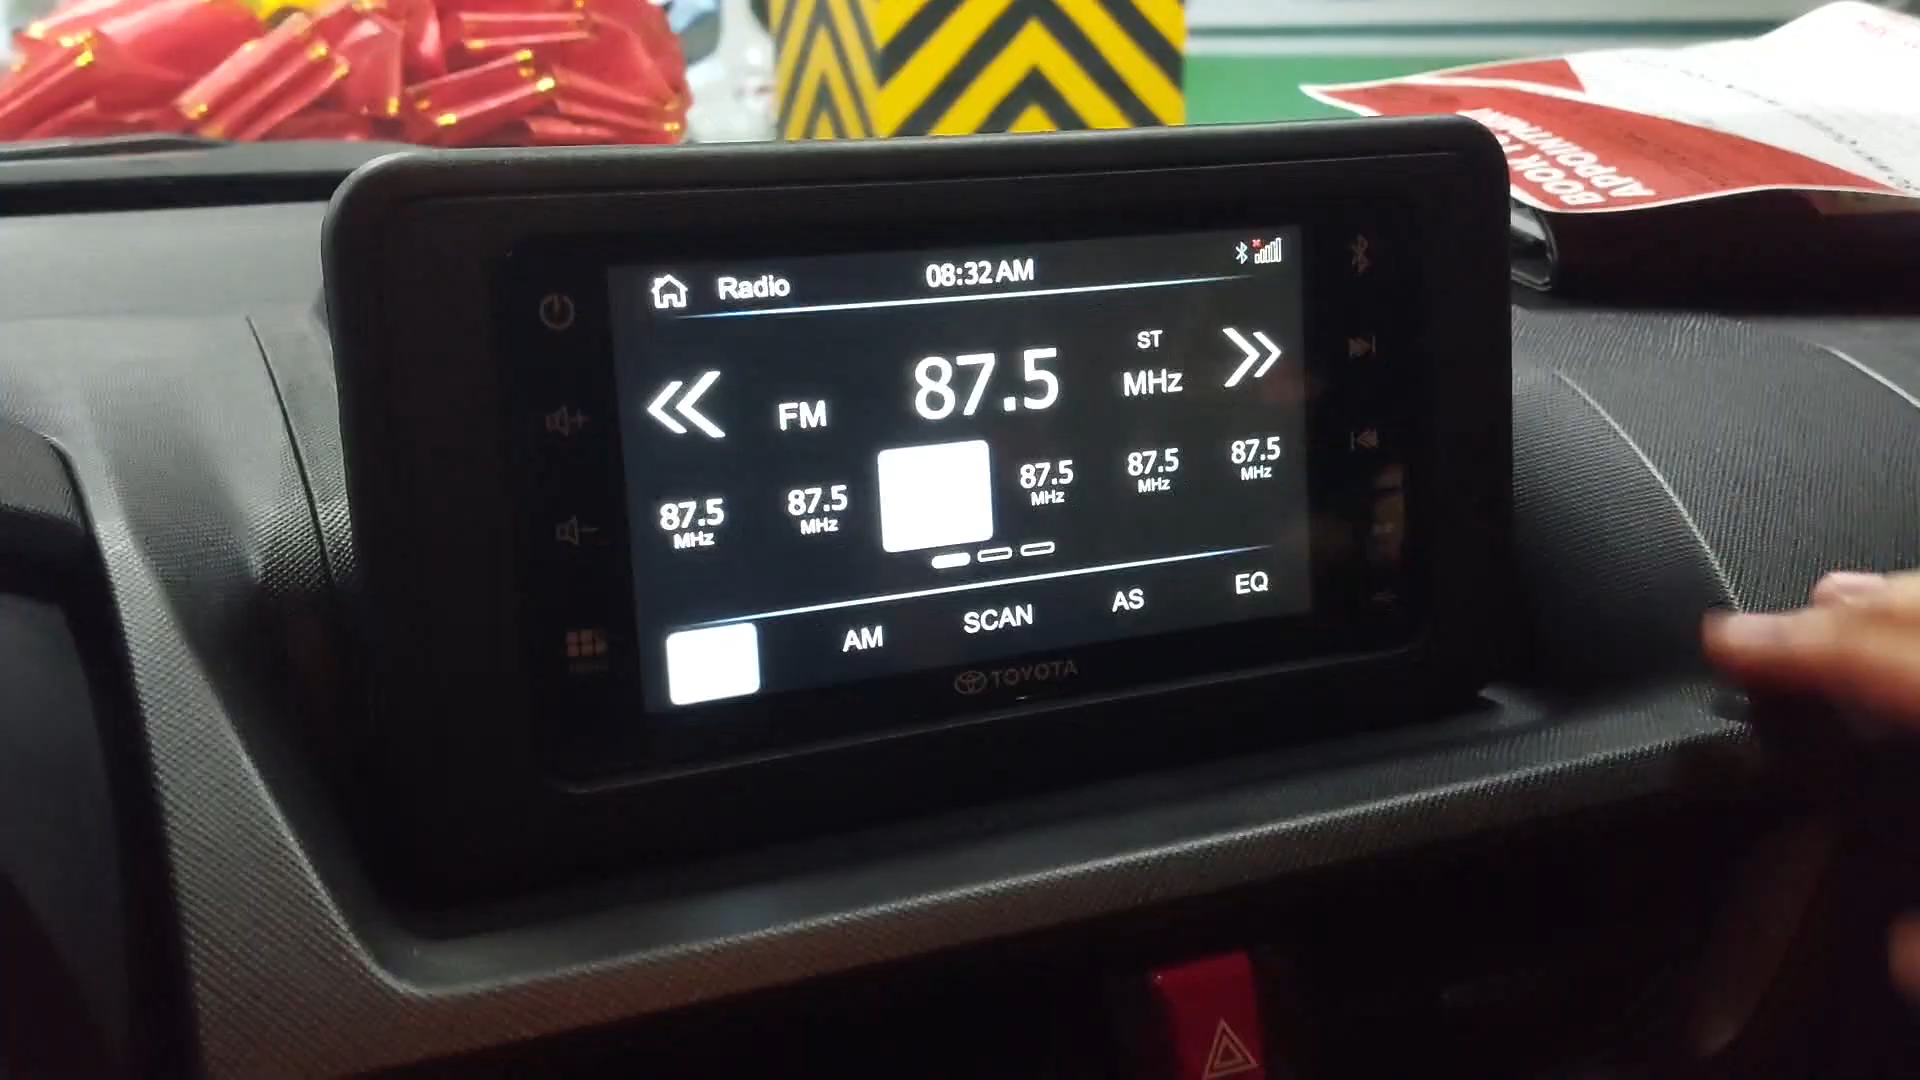 BOOK YOUR
APPOINTMENT
Radio
08:32 AM
ST
FM
87.5
MHz
87.5
MHz
87.5
MHz
87.5
MHz
87.5
MHz
87.5
MHz
AM
SCAN
AS
EQ
TOYOTA